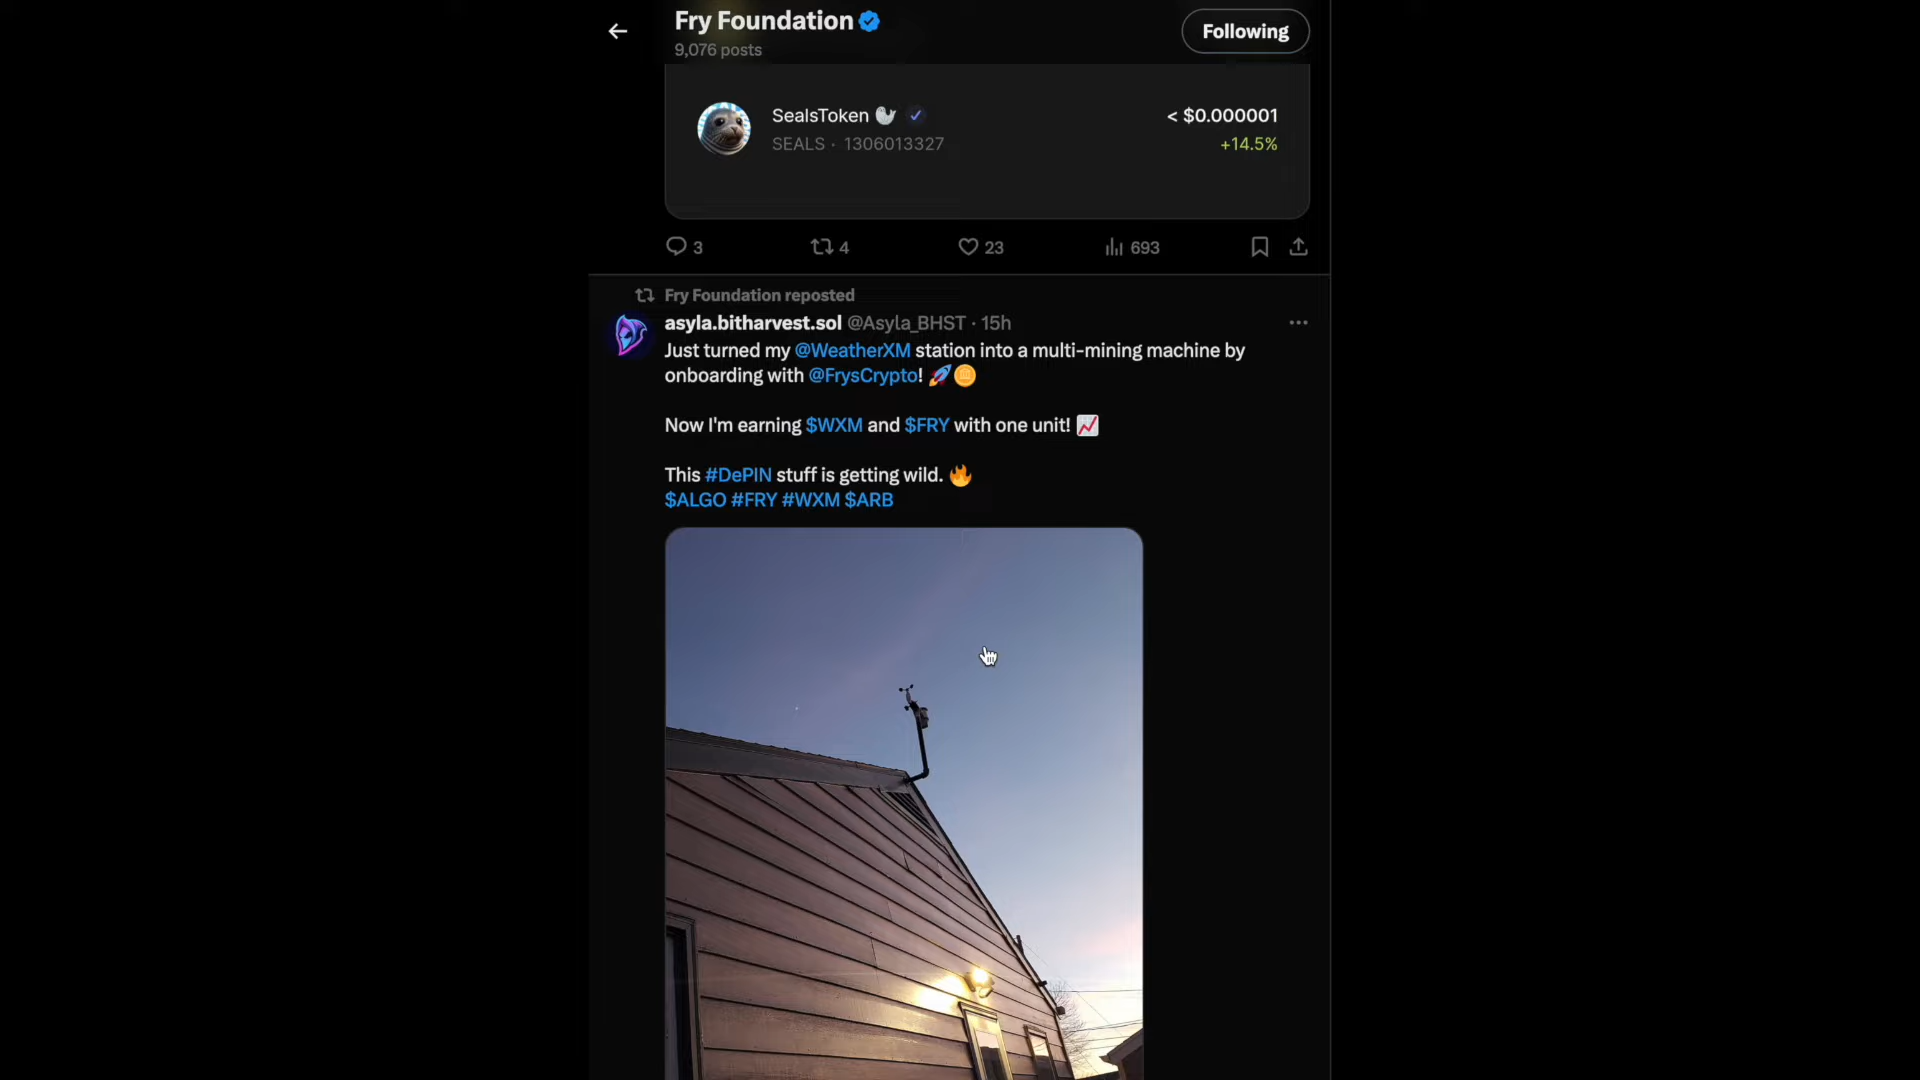 Fry Foundation
9,076 posts
Following
SealsToken 🦭
< $0.000001
SEALS · 1306013327
+14.5%
3
4
23
693
Fry Foundation reposted
asyla.bitharvest.sol @Asyla_BHST · 15h
Just turned my @WeatherXM station into a multi-mining machine by
onboarding with @FrysCrypto! 🚀🪙
Now I'm earning $WXM and $FRY with one unit! 📈
This #DePIN stuff is getting wild. 🔥
$ALGO #FRY #WXM $ARB